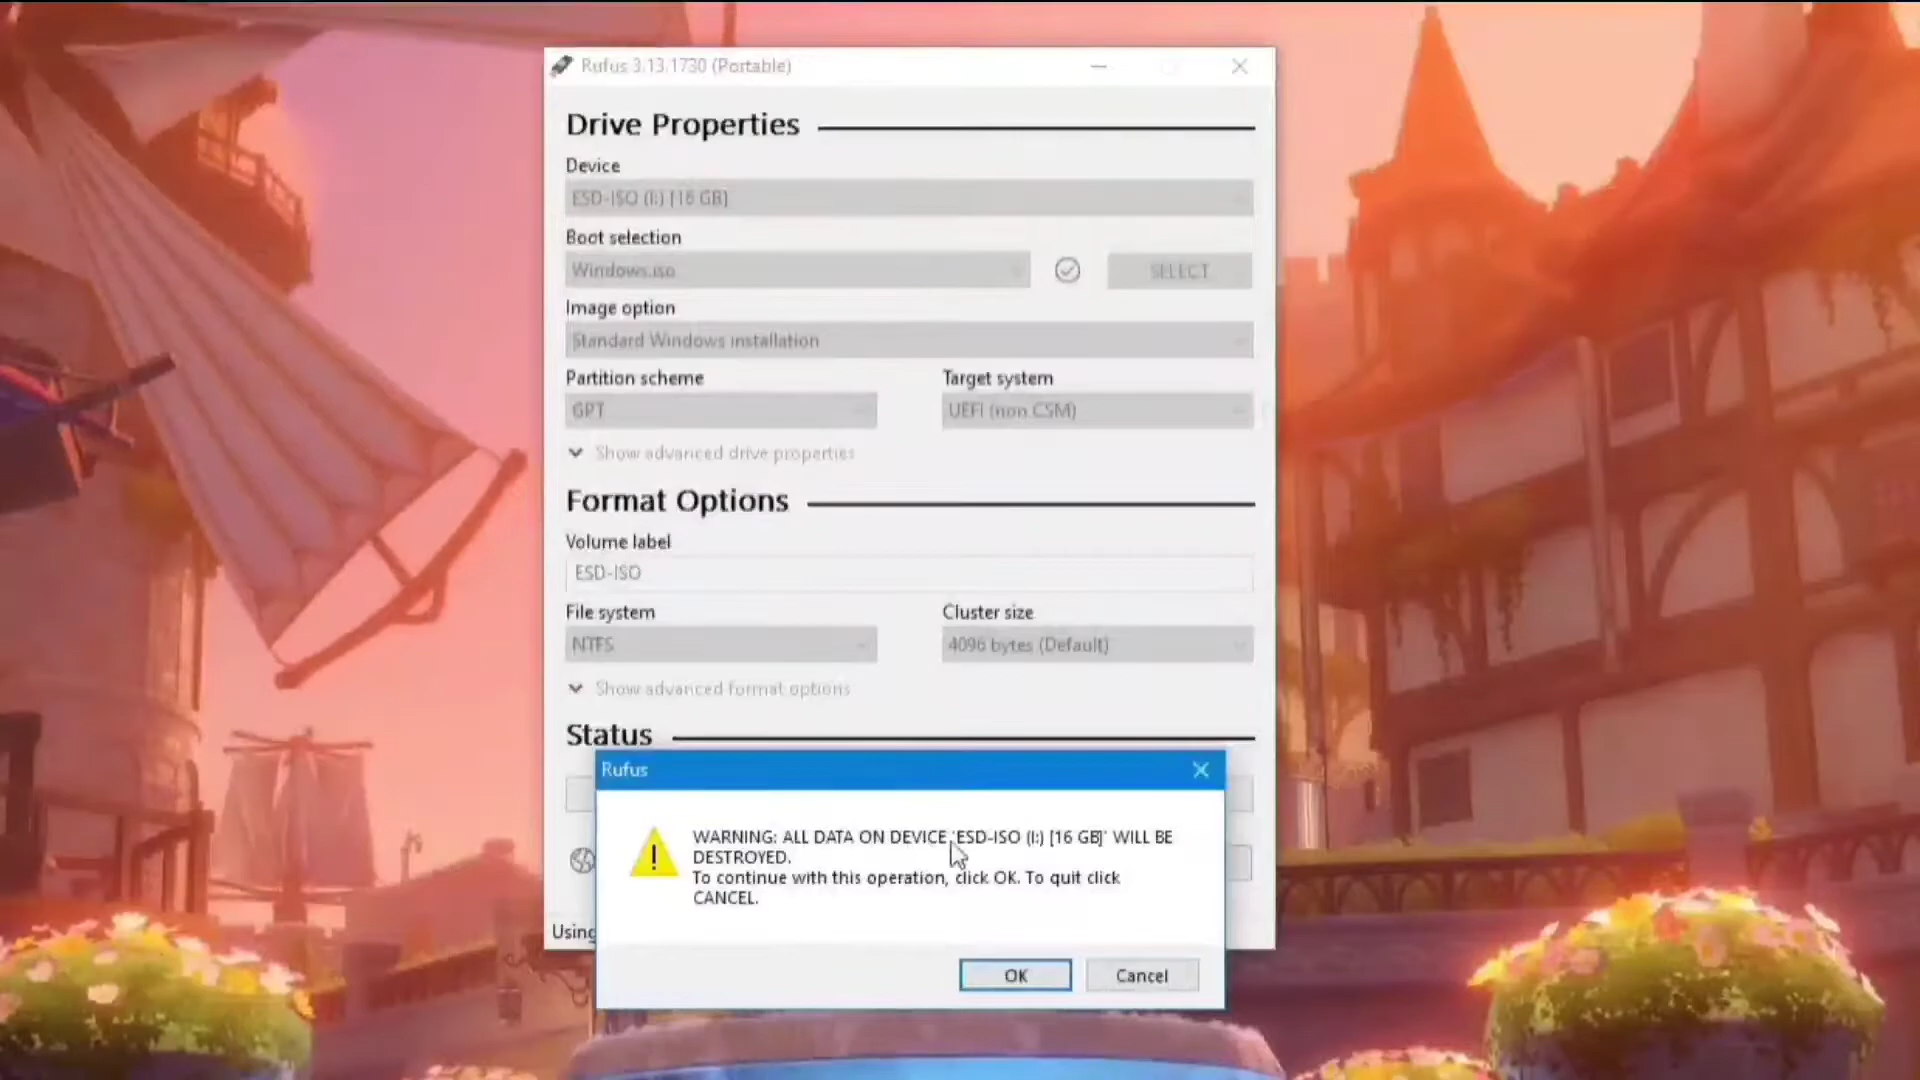 Rufus 3.13.1730 (Portable)
Drive Properties
Device
ESD-ISO (I:) [16 GB]
Boot selection
Windows.iso
SELECT
Image option
Standard Windows installation
Partition scheme
Target system
GPT
UEFI (non CSM)
Show advanced drive properties
Format Options
Volume label
ESD-ISO
File system
Cluster size
NTFS
4096 bytes (Default)
Show advanced format options
Status
Rufus
WARNING: ALL DATA ON DEVICE 'ESD-ISO (I:) [16 GB]' WILL BE
DESTROYED.
To continue with this operation, click OK. To quit click
CANCEL.
Using
OK
Cancel